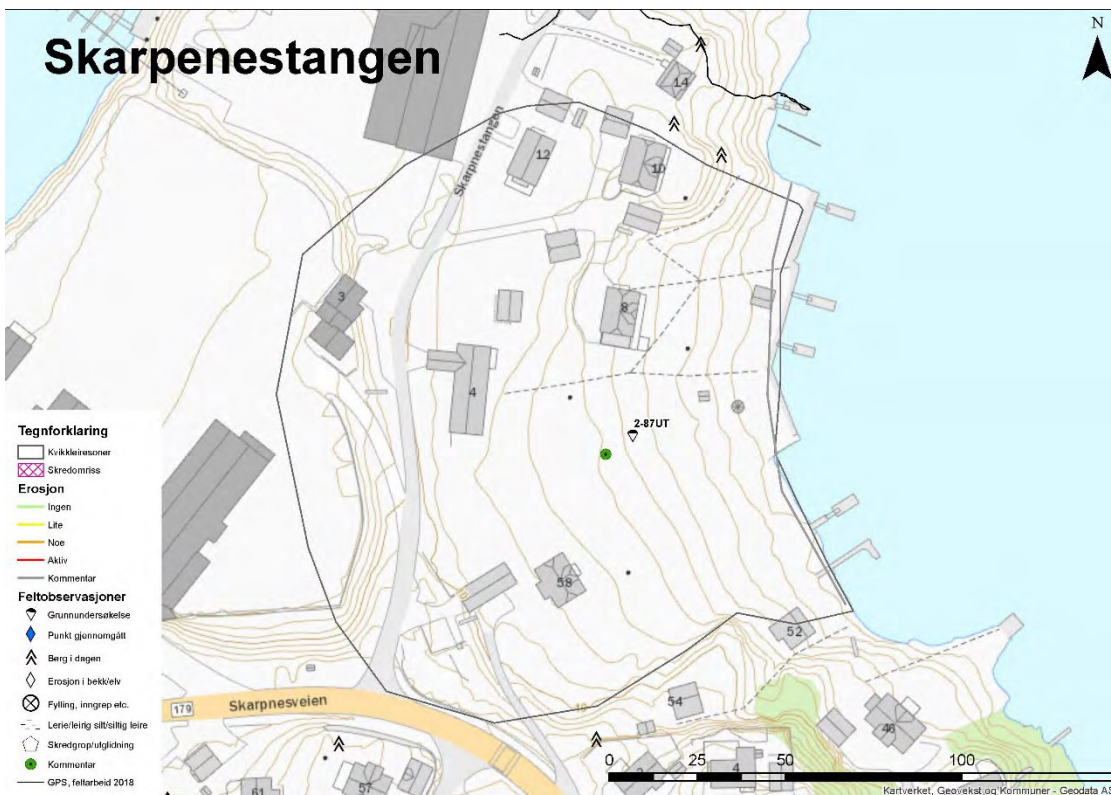 Skarpenestangen
N
14
12
10
Skarpnestangen
3
8
4
2-87UT
58
52
54
46
10
179
Skarpnesveien
4
61
57
Tegnforklaring
Kvikkleiresoner
Skredomriss
Erosjon
Ingen
Lite
Noe
Aktiv
Kommentar
Feltobservasjoner
Grunnundersøkelse
Punkt gjennomgått
Berg i dagen
Erosjon i bekk/elv
Fylling, inngrep etc.
Lerie/leirig silt/siltig leire
Skredgrop/utglidning
Kommentar
GPS, feltarbeid 2018
0 50 100
Kartverket, Geovekst og Kommuner - Geodata AS